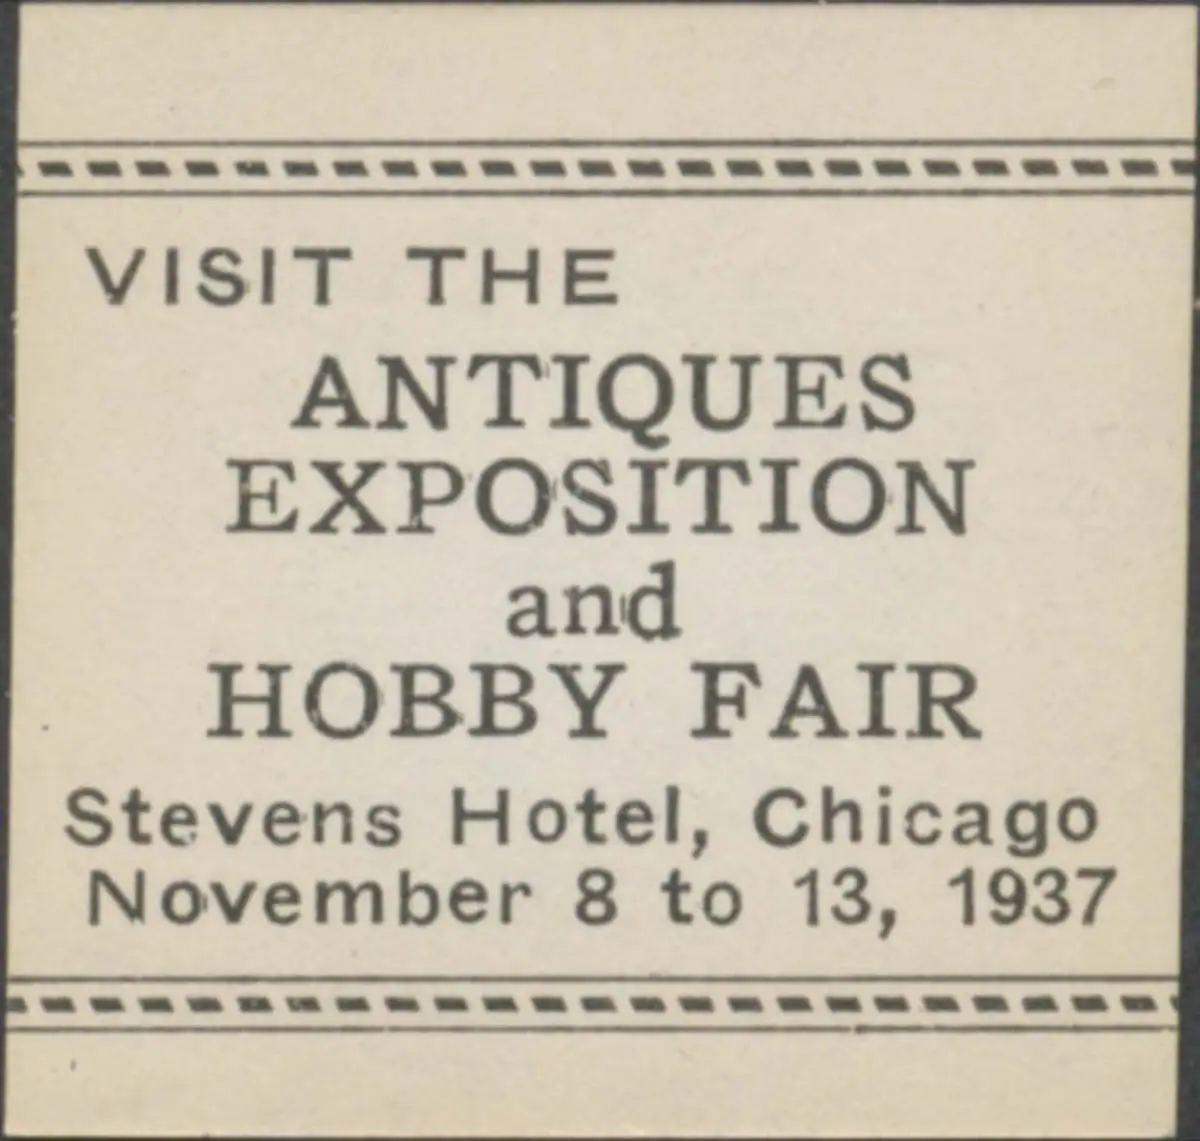 VISIT THE
ANTIQUES
EXPOSITION
and
HOBBY FAIR
Stevens Hotel, Chicago
November 8 to 13, 1937